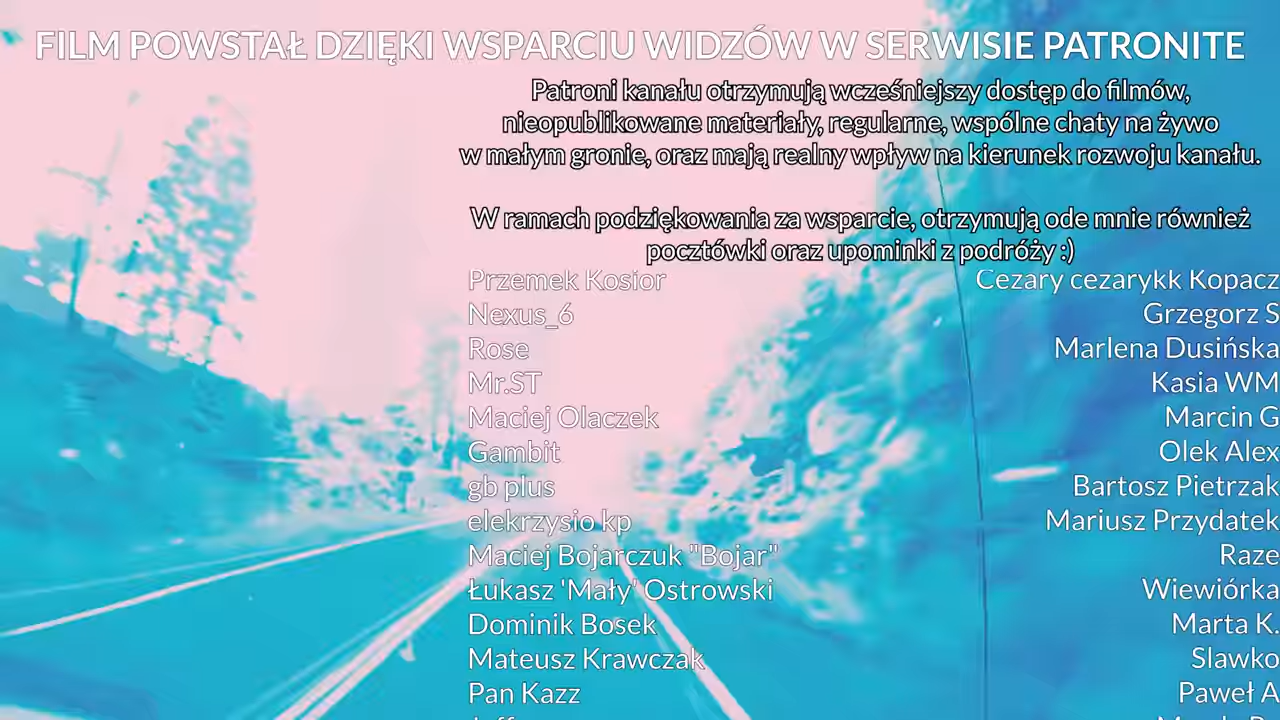 FILM POWSTAŁ DZIĘKI WSPARCIU WIDZÓW W SERWISIE PATRONITE
Patroni kanału otrzymują wcześniejszy dostęp do filmów,
nieopublikowane materiały, regularne, wspólne chaty na żywo
w małym gronie, oraz mają realny wpływ na kierunek rozwoju kanału.
W ramach podziękowania za wsparcie, otrzymują ode mnie również
pocztówki oraz upominki z podróży :)
Przemek Kosior
Nexus_6
Rose
Mr.ST
Maciej Olaczek
Gambit
gb plus
elekrzysio kp
Maciej Bojarczuk "Bojar"
Łukasz 'Mały' Ostrowski
Dominik Bosek
Mateusz Krawczak
Pan Kazz
Cezary cezarykk Kopacz
Grzegorz S
Marlena Dusińska
Kasia WM
Marcin G
Olek Alex
Bartosz Pietrzak
Mariusz Przydatek
Raze
Wiewiórka
Marta K.
Slawko
Paweł A